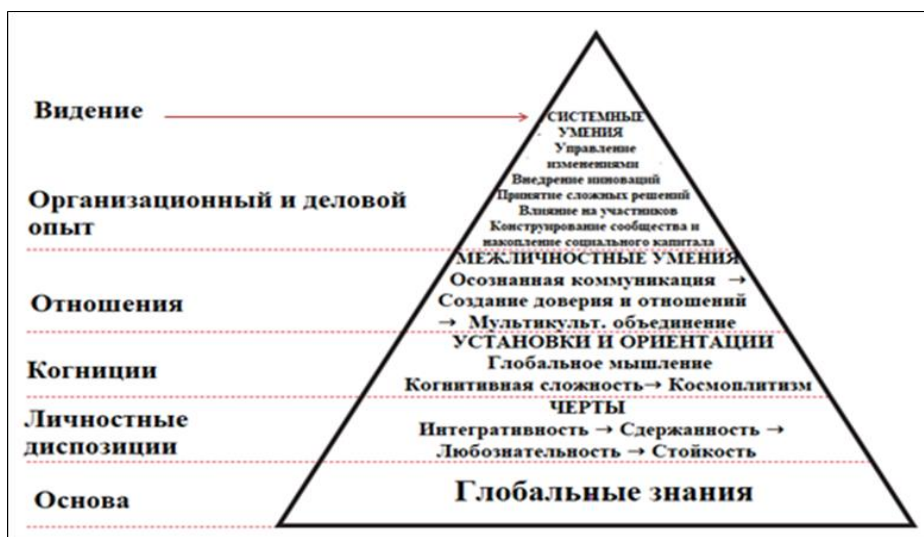 Видение
СИСТЕМНЫЕ
УМЕНИЯ
Управление
изменениями
Внедрение инноваций
Принятие сложных решений
Влияние на участников
Конструирование сообщества и
накопление социального капитала
Организационный и деловой
опыт
МЕЖЛИЧНОСТНЫЕ УМЕНИЯ
Осознанная коммуникация →
Создание доверия и отношений
→ Мультикульт. объединение
Отношения
УСТАНОВКИ И ОРИЕНТАЦИИ
Глобальное мышление
Когнитивная сложность→ Космоплитизм
Когниции
ЧЕРТЫ
Интегративность → Сдержанность →
Любознательность → Стойкость
Личностные
диспозиции
Глобальные знания
Основа